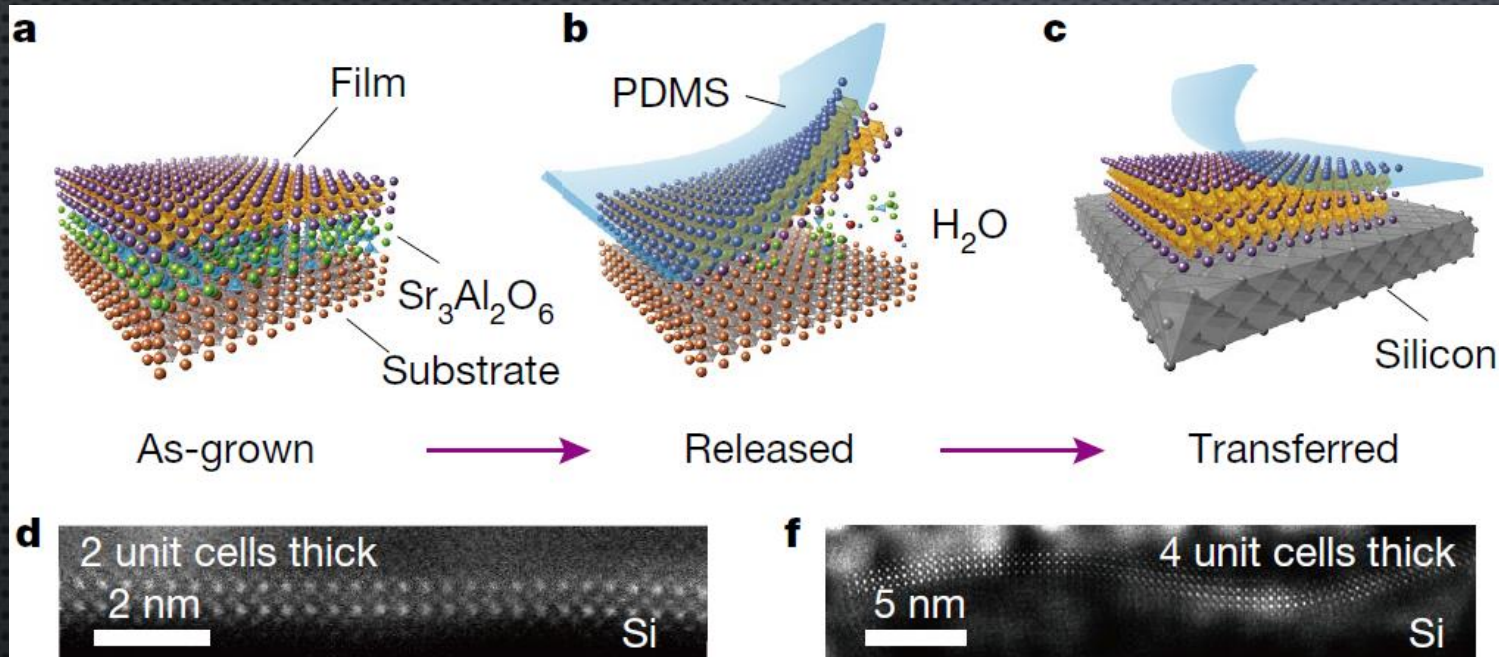 a
Film
Sr₃Al₂O₆
Substrate
As-grown
b
PDMS
H₂O
Released
c
Silicon
Transferred
d
2 unit cells thick
2 nm
Si
f
4 unit cells thick
5 nm
Si